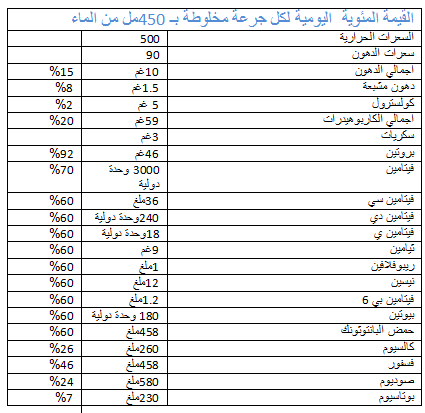 القيمة المئوية اليومية لكل جرعة مخلوطة بـ 450مل من الماء
السعرات الحرارية 500
سعرات الدهون 90
اجمالي الدهون 10غم 15%
دهون مشبعة 1.5غم 8%
كولسترول 5 غم 2%
اجمالي الكاربوهيدرات 59غم 20%
سكريات 3غم
بروتين 46غم 92%
فيتامين 3000 وحدة 70%
دولية
فيتامين سي 36ملغ 60%
فيتامين دي 240وحدة دولية 60%
فيتامين ي 18وحدة دولية 60%
تيامين 9غم 60%
ريبوفلافين 1ملغ 60%
نيسين 12ملغ 60%
فيتامين بي 6 1.2ملغ 60%
بيوتين 180 وحدة دولية 60%
حمض البانتوثونك 458ملغ 60%
كالسيوم 260ملغ 26%
فسفور 458ملغ 46%
صوديوم 580ملغ 24%
بوتاسيوم 230ملغ 7%